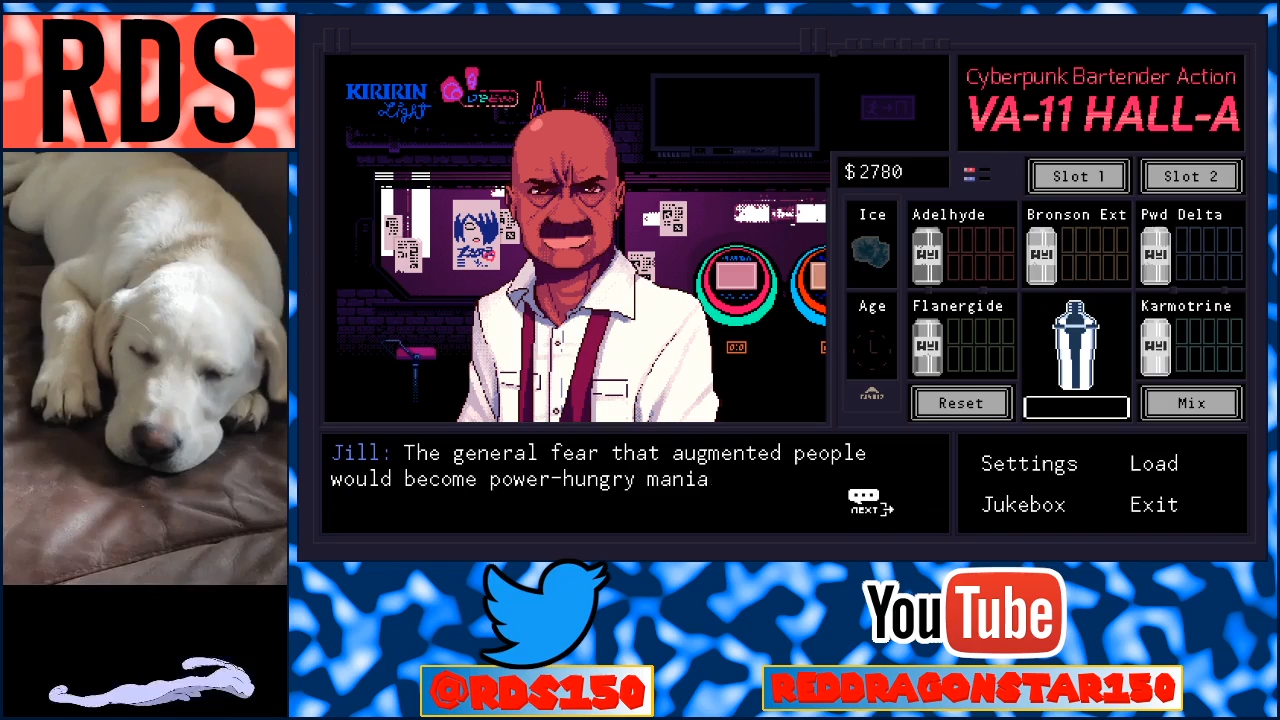 RDS
KIRIRIN
Light
Cyberpunk Bartender Action
VA-11 HALL-A
$2780
Slot 1
Slot 2
Ice
Adelhyde
Bronson Ext
Pwd Delta
Age
Flanergide
Karmotrine
Reset
Mix
Jill: The general fear that augmented people
would become power-hungry mania
NEXT
Settings
Load
Jukebox
Exit
YouTube
@RDS150
REDDRAGONSTAR150